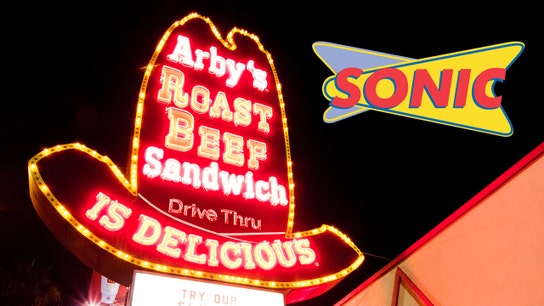 Arby's
ROAST
BEEF
Sandwich
Drive Thru
IS DELICIOUS.
TRY OUR
SONIC